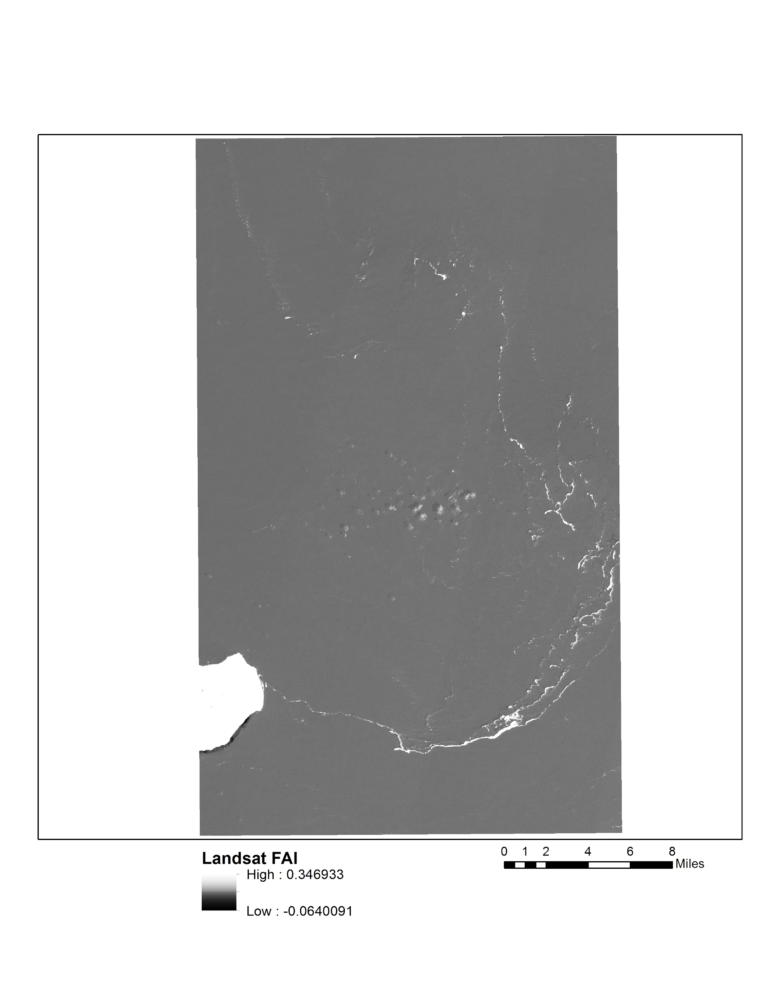 Landsat FAI
High : 0.346933
Low : -0.0640091
0 1 2 4 6 8
Miles